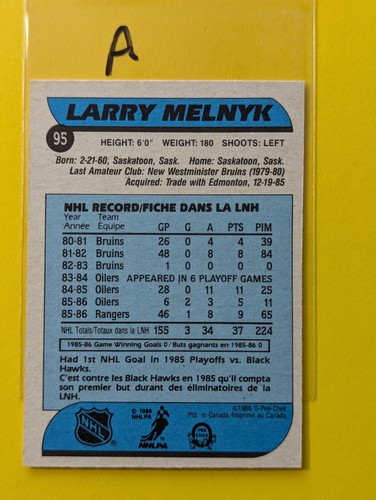 A
LARRY MELNYK
95
HEIGHT: 6'0" WEIGHT: 180 SHOOTS: LEFT
Born: 2-21-60, Saskatoon, Sask. Home: Saskatoon, Sask.
Last Amateur Club: New Westminister Bruins (1979-80)
Acquired: Trade with Edmonton, 12-19-85
NHL RECORD/FICHE DANS LA LNH
Year Team
Année Équipe GP G A PTS PIM
80-81 Bruins 26 0 4 4 39
81-82 Bruins 48 0 8 8 84
82-83 Bruins 1 0 0 0 0
83-84 Oilers APPEARED IN 6 PLAYOFF GAMES
84-85 Oilers 28 0 11 11 25
85-86 Oilers 6 2 3 5 11
85-86 Rangers 46 1 8 9 65
NHL Totals/Totaux dans la LNH 155 3 34 37 224
1985-86 Game Winning Goals 0/Buts gagnants en 1985-86 0
Had 1st NHL Goal in 1985 Playoffs vs. Black
Hawks.
C'est contre les Black Hawks en 1985 qu'il compta
son premier but durant des éliminatoires de la
LNH.
NHL
© 1986
NHLPA
NHLPA
O-PEE-CHEE
©1986 O-Pee-Chee
Ptd. in Canada/Imprimé au Canada